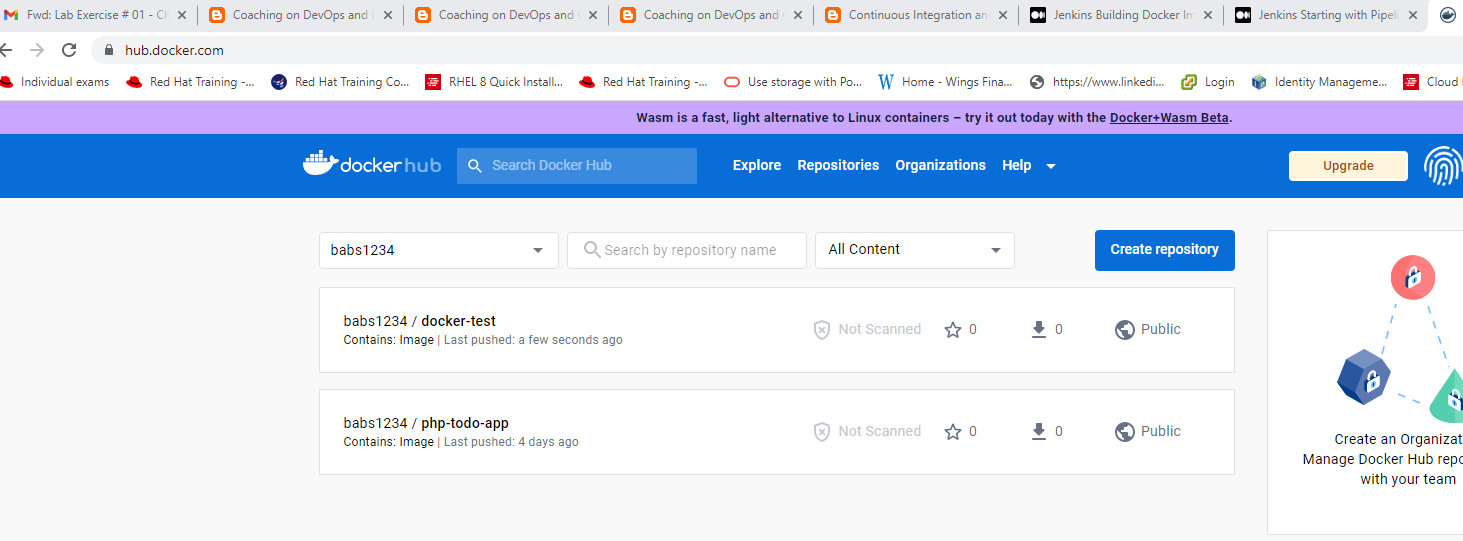 Fwd: Lab Exercise # 01 - Ch
Coaching on DevOps and C
Coaching on DevOps and C
Coaching on DevOps and C
Continuous Integration an
Jenkins Building Docker Im
Jenkins Starting with Pipeli
hub.docker.com
Individual exams
Red Hat Training -...
Red Hat Training Co...
RHEL 8 Quick Install...
Red Hat Training -...
Use storage with Po...
Home - Wings Fina...
https://www.linkedi...
Login
Identity Manageme...
Cloud
Wasm is a fast, light alternative to Linux containers – try it out today with the Docker+Wasm Beta.
dockerhub
Search Docker Hub
Explore
Repositories
Organizations
Help
Upgrade
babs1234
Search by repository name
All Content
Create repository
babs1234 / docker-test
Contains: Image | Last pushed: a few seconds ago
Not Scanned
0
0
Public
babs1234 / php-todo-app
Contains: Image | Last pushed: 4 days ago
Not Scanned
0
0
Public
Create an Organizat
Manage Docker Hub repo
with your team